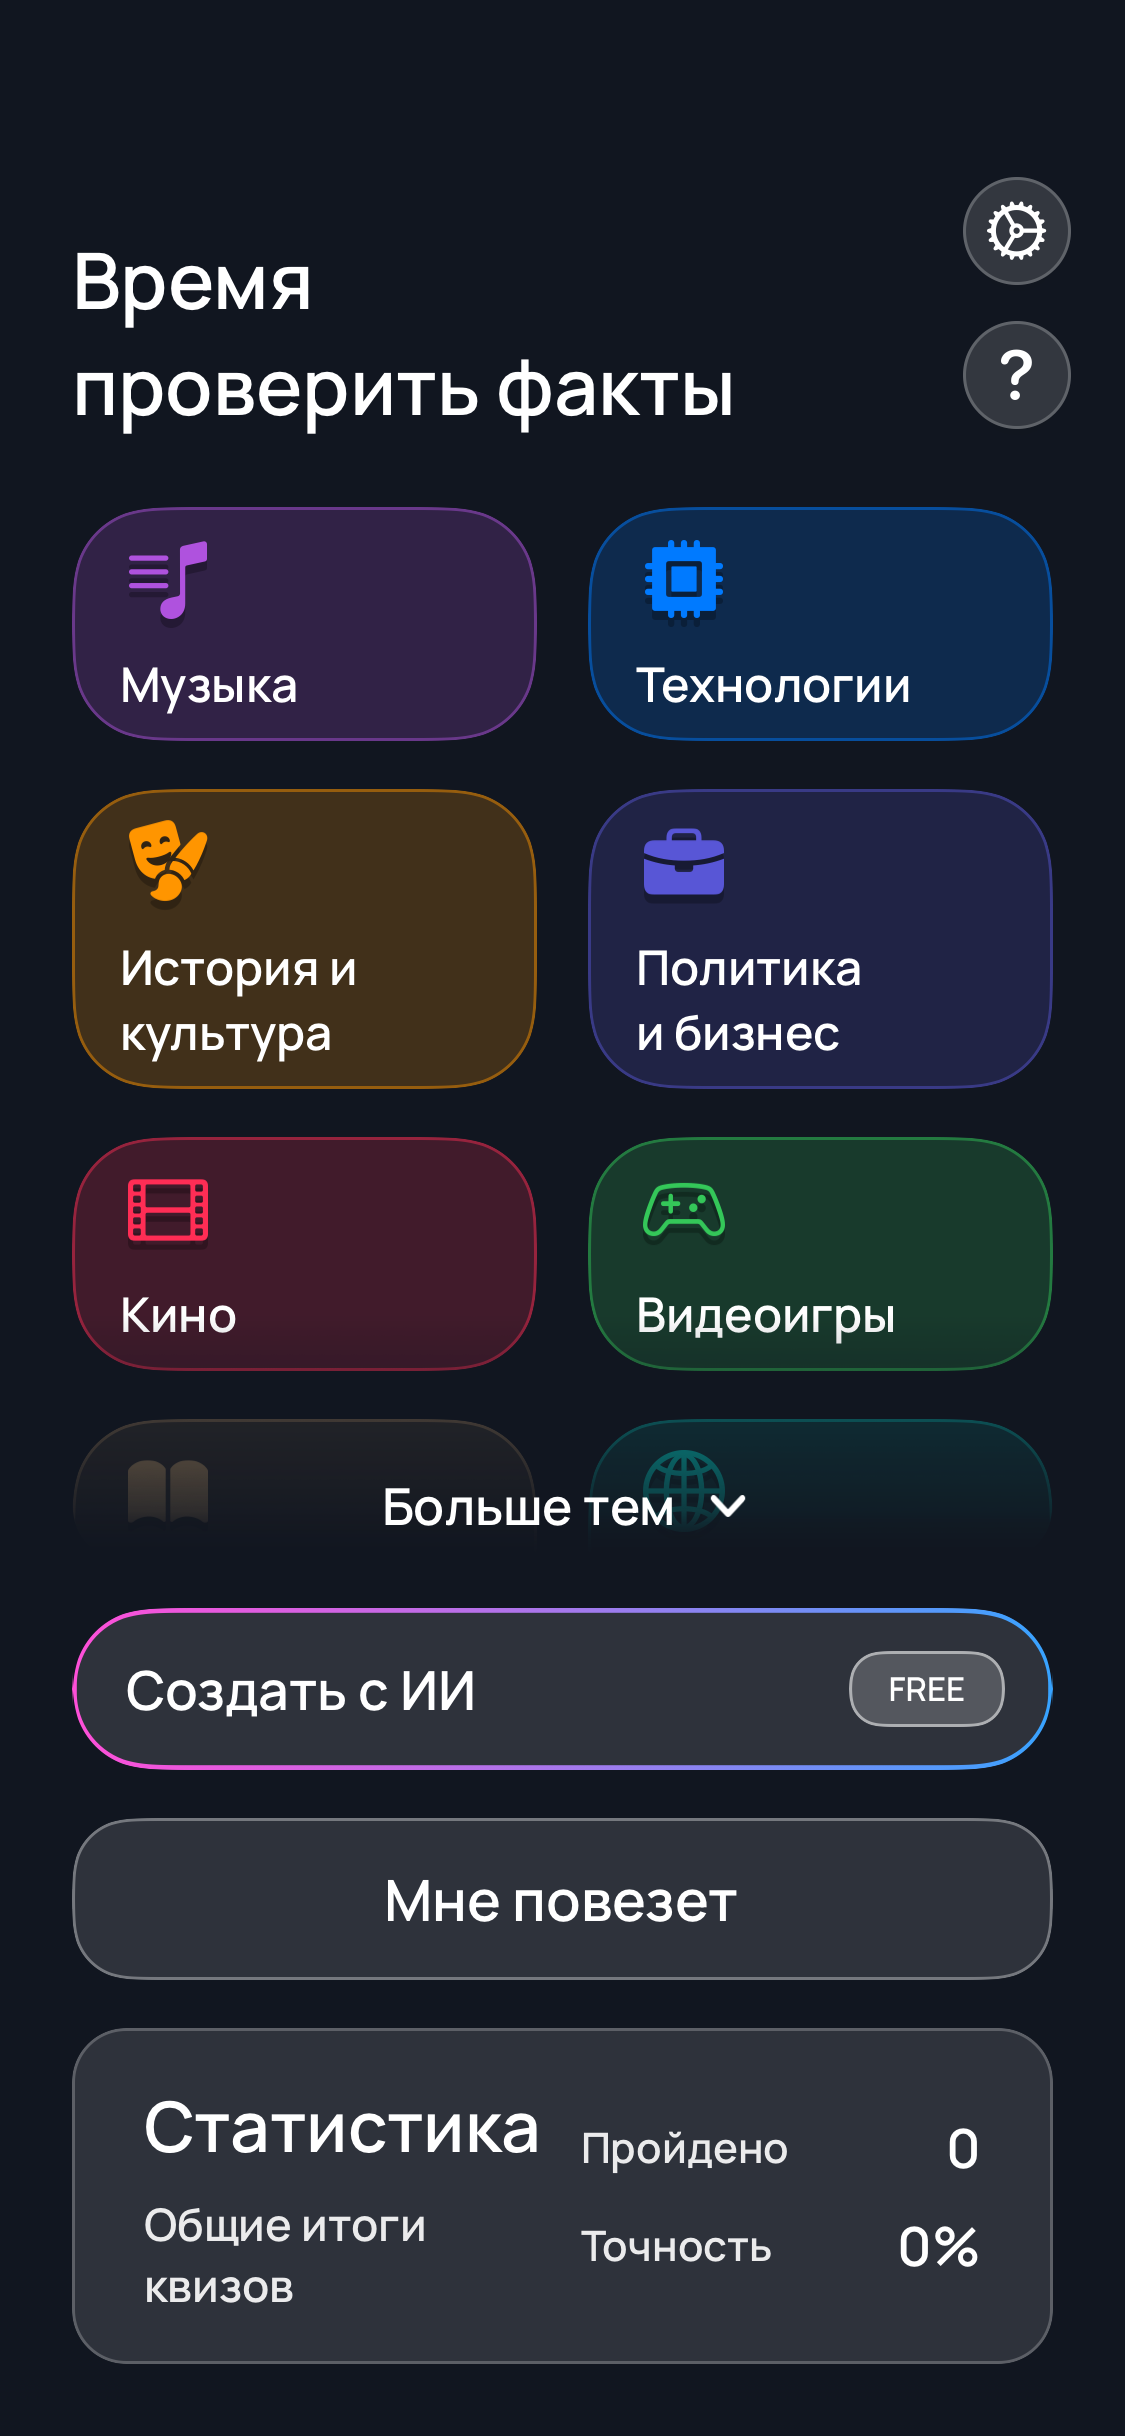 Время
проверить факты
?
Музыка
Технологии
История и
культура
Политика
и бизнес
Кино
Видеоигры
Больше тем
Создать с ИИ
FREE
Мне повезет
Статистика
Общие итоги
квизов
Пройдено 0
Точность 0%